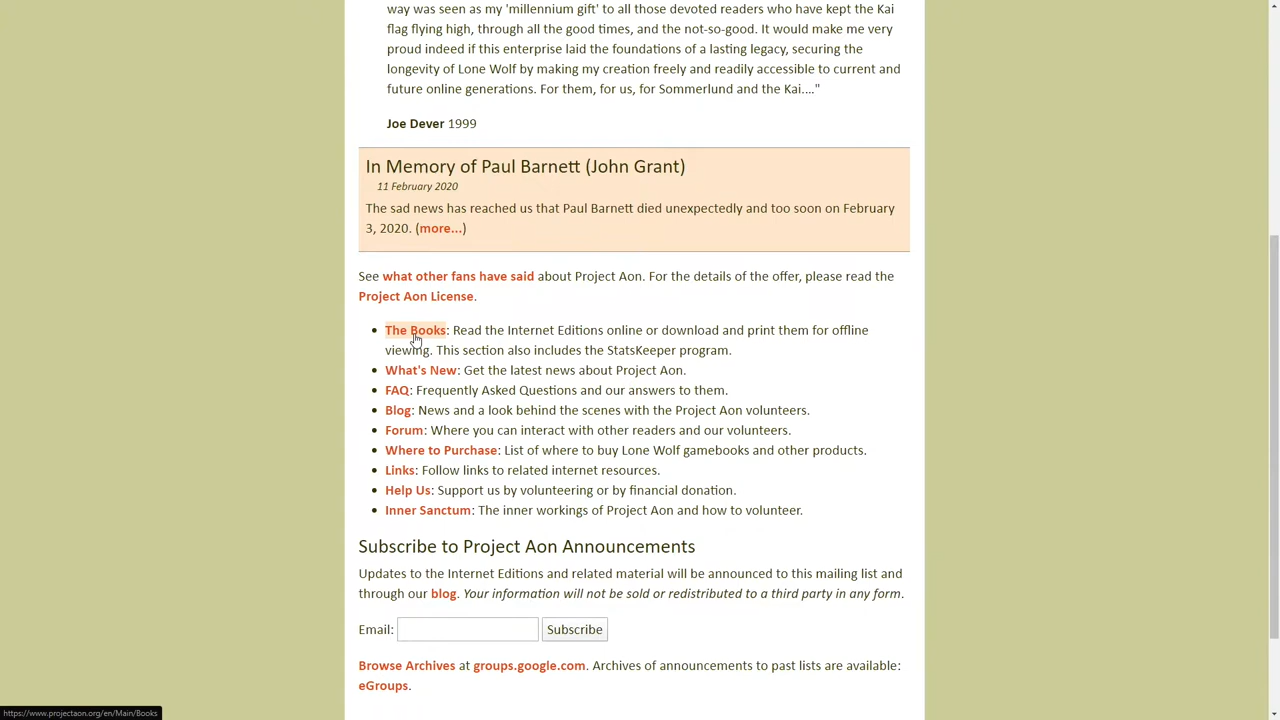 way was seen as my 'millennium gift' to all those devoted readers who have kept the Kai
flag flying high, through all the good times, and the not-so-good. It would make me very
proud indeed if this enterprise laid the foundations of a lasting legacy, securing the
longevity of Lone Wolf by making my creation freely and readily accessible to current and
future online generations. For them, for us, for Sommerlund and the Kai...."
Joe Dever 1999
In Memory of Paul Barnett (John Grant)
11 February 2020
The sad news has reached us that Paul Barnett died unexpectedly and too soon on February
3, 2020. (more...)
See what other fans have said about Project Aon. For the details of the offer, please read the
Project Aon License.
• The Books: Read the Internet Editions online or download and print them for offline
viewing. This section also includes the StatsKeeper program.
• What's New: Get the latest news about Project Aon.
• FAQ: Frequently Asked Questions and our answers to them.
• Blog: News and a look behind the scenes with the Project Aon volunteers.
• Forum: Where you can interact with other readers and our volunteers.
• Where to Purchase: List of where to buy Lone Wolf gamebooks and other products.
• Links: Follow links to related internet resources.
• Help Us: Support us by volunteering or by financial donation.
• Inner Sanctum: The inner workings of Project Aon and how to volunteer.
Subscribe to Project Aon Announcements
Updates to the Internet Editions and related material will be announced to this mailing list and
through our blog. Your information will not be sold or redistributed to a third party in any form.
Email: Subscribe
Browse Archives at groups.google.com. Archives of announcements to past lists are available:
eGroups.
https://www.projectaon.org/en/Main/Books